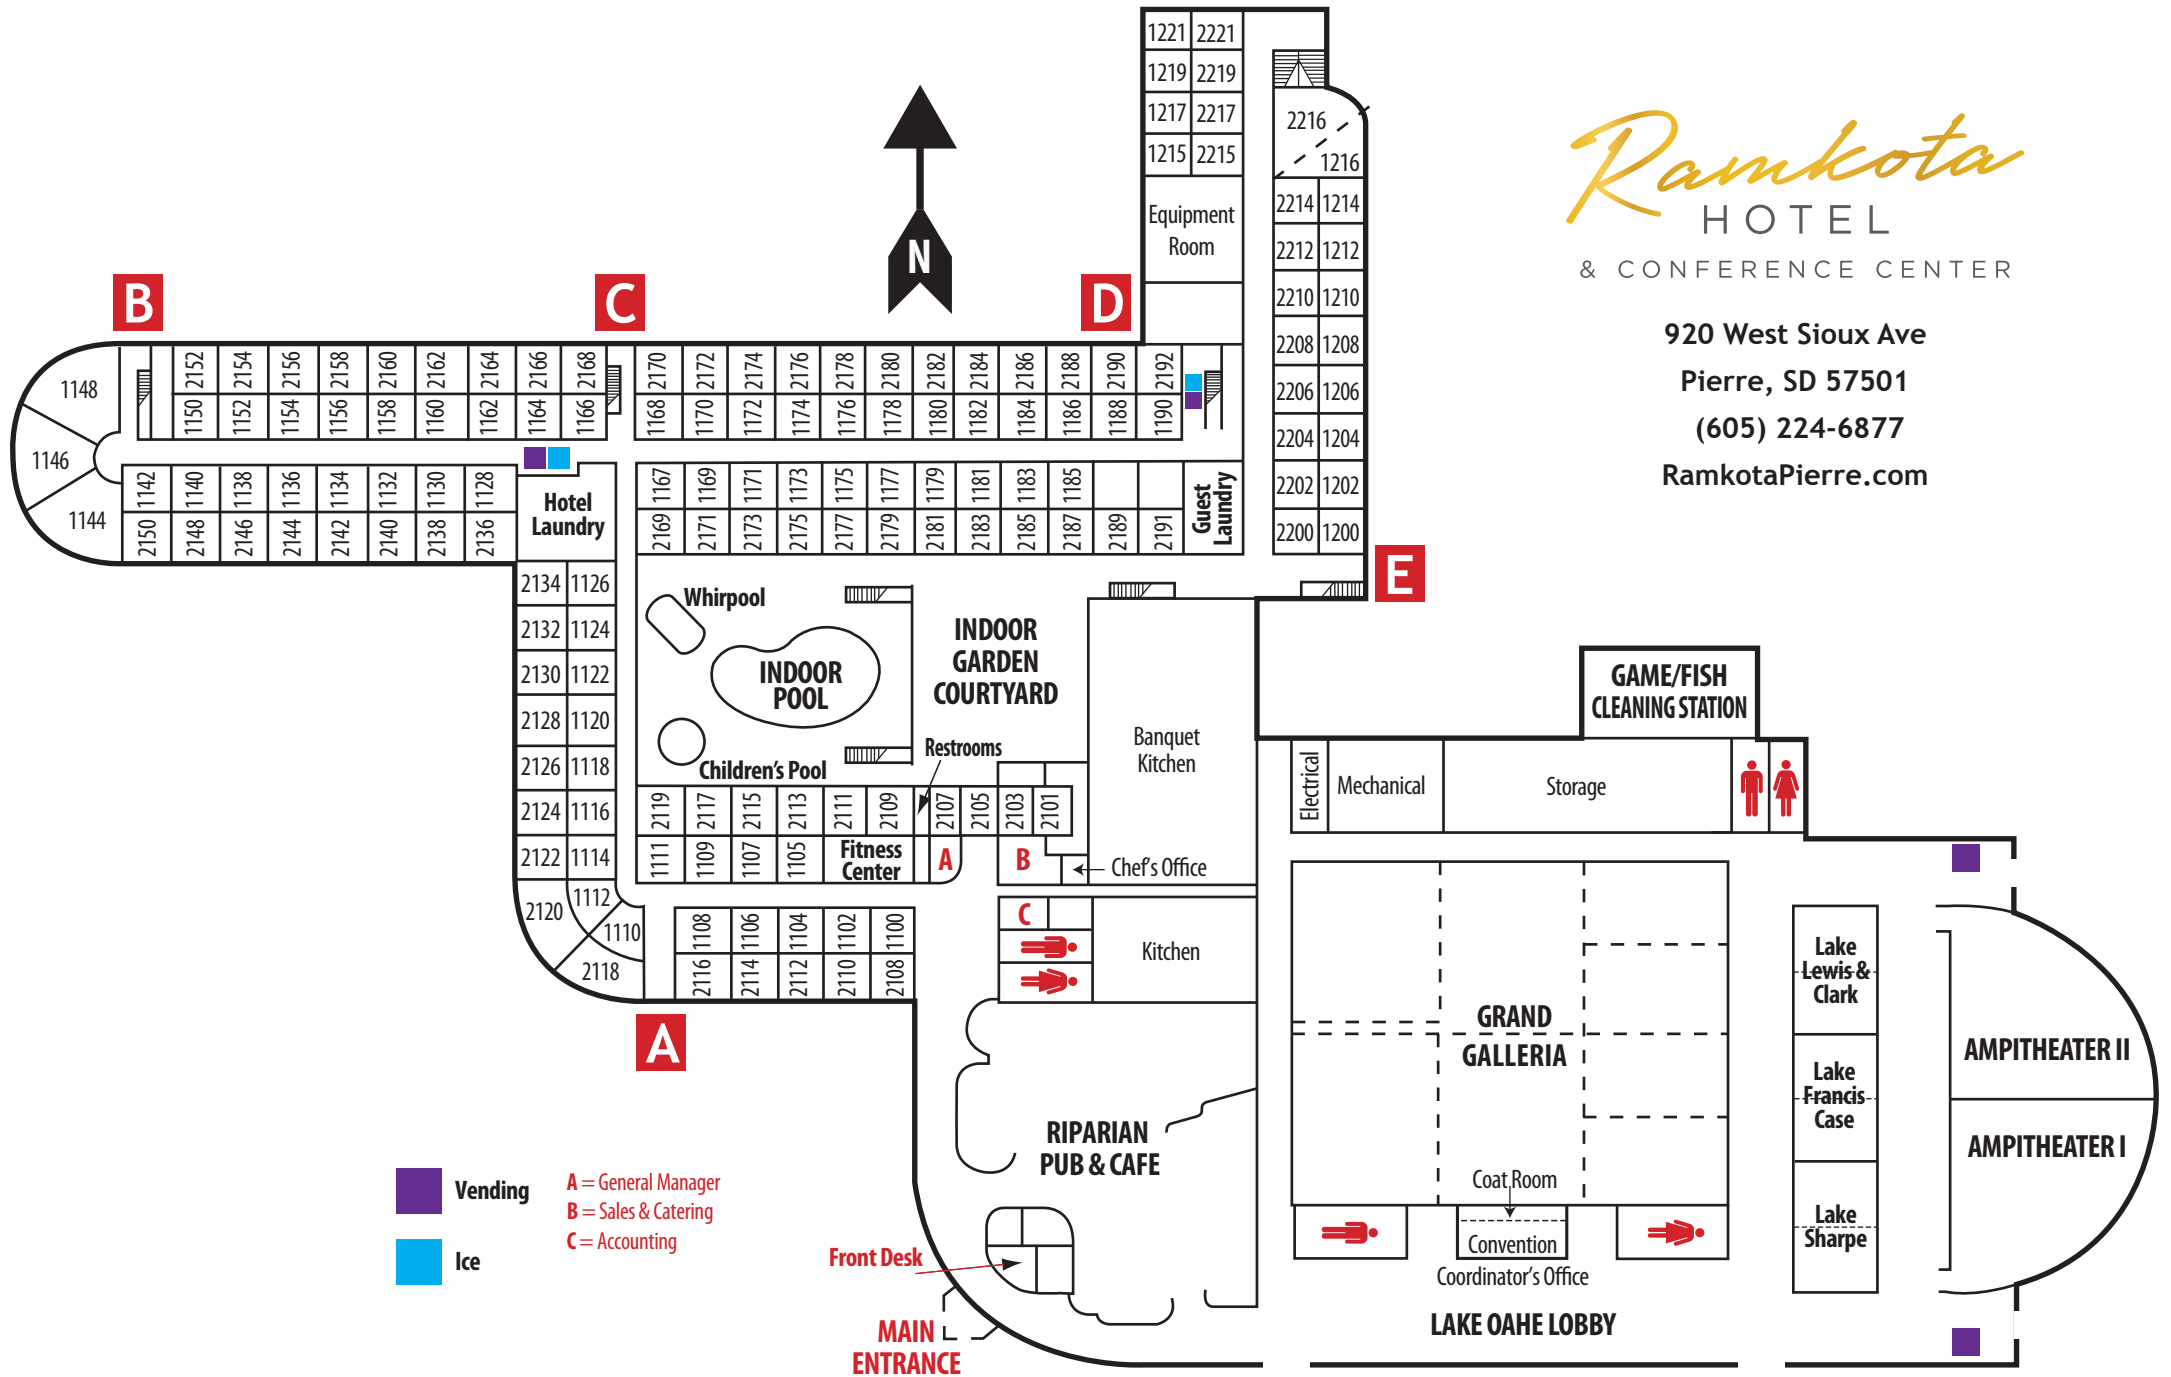 1221 2221
1219 2219
1217 2217
1215 2215
Equipment
Room
2216
1216
2214 1214
2212 1212
2210 1210
2208 1208
2206 1206
2204 1204
2202 1202
2200 1200
Ramkota
HOTEL
& CONFERENCE CENTER
920 West Sioux Ave
Pierre, SD 57501
(605) 224-6877
RamkotaPierre.com
N
B
C
D
E
A
1148
1146
1144
2152 2154 2156 2158 2160 2162 2164 2166 2168
1150 1152 1154 1156 1158 1160 1162 1164 1166
2170 2172 2174 2176 2178 2180 2182 2184 2186 2188 2190 2192
1168 1170 1172 1174 1176 1178 1180 1182 1184 1186 1188 1190
1142 1140 1138 1136 1134 1132 1130 1128
2150 2148 2146 2144 2142 2140 2138 2136
Hotel
Laundry
1167 1169 1171 1173 1175 1177 1179 1181 1183 1185
2169 2171 2173 2175 2177 2179 2181 2183 2185 2187 2189 2191
Guest
Laundry
2134 1126
2132 1124
2130 1122
2128 1120
2126 1118
2124 1116
2122 1114
2120
1112
1110
2118
Whirpool
INDOOR
POOL
Children's Pool
INDOOR
GARDEN
COURTYARD
Restrooms
2119 2117 2115 2113 2111 2109 2107 2105 2103 2101
1111 1109 1107 1105
Fitness
Center
A
B
Chef's Office
Banquet
Kitchen
1108 1106 1104 1102 1100
2116 2114 2112 2110 2108
C
Kitchen
GAME/FISH
CLEANING STATION
Electrical
Mechanical
Storage
GRAND
GALLERIA
Lake
Lewis &
Clark
Lake
Francis
Case
Lake
Sharpe
AMPITHEATER II
AMPITHEATER I
RIPARIAN
PUB & CAFE
Coat Room
Convention
Coordinator's Office
LAKE OAHE LOBBY
Front Desk
MAIN
ENTRANCE
Vending
Ice
A = General Manager
B = Sales & Catering
C = Accounting